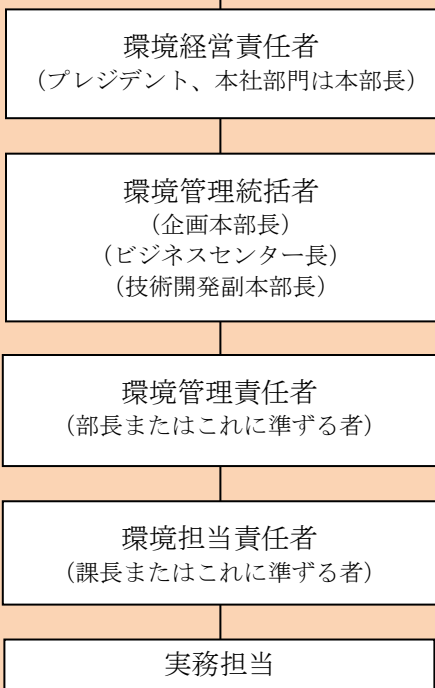 環境経営責任者
（プレジデント、本社部門は本部長）
環境管理統括者
（企画本部長）
（ビジネスセンター長）
（技術開発副本部長）
環境管理責任者
（部長またはこれに準ずる者）
環境担当責任者
（課長またはこれに準ずる者）
実務担当